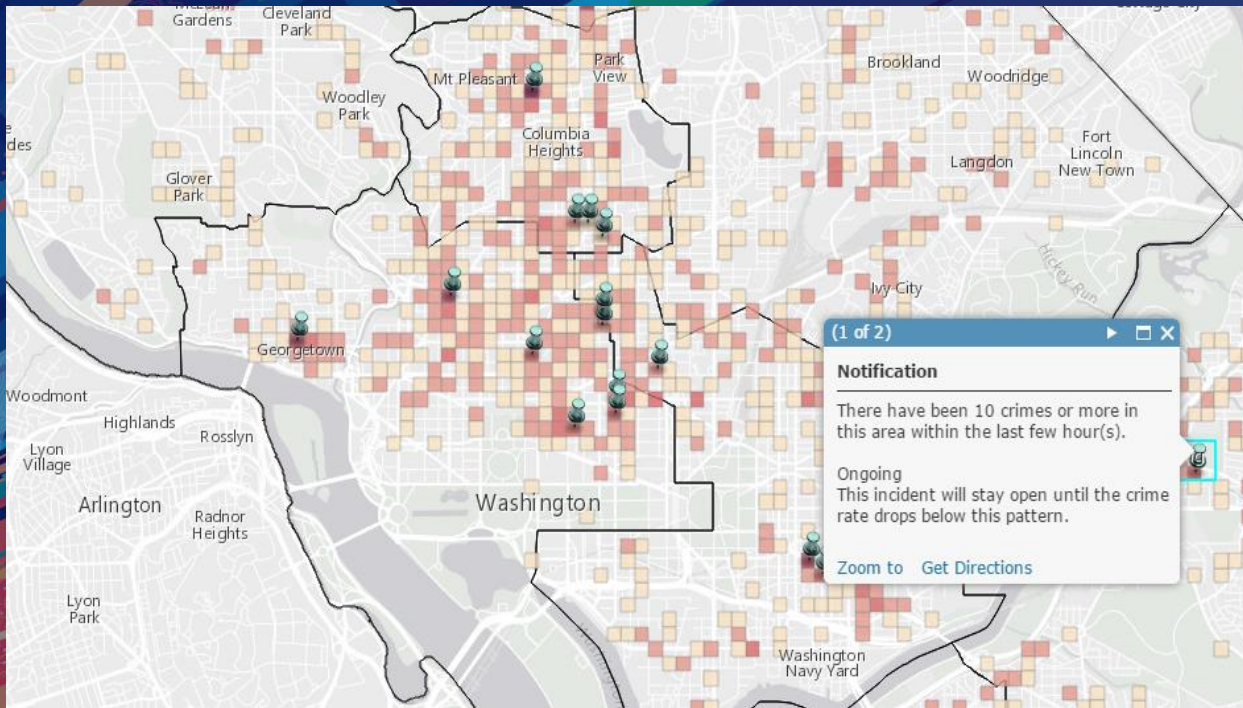 Gardens
Cleveland
Park
Mt Pleasant
Park
View
Brookland
Woodridge
Woodley
Park
Columbia
Heights
des
Langdon
Fort
Lincoln
New Town
Glover
Park
Hickey Run
Ivy City
Georgetown
(1 of 2)
Notification
There have been 10 crimes or more in
this area within the last few hour(s).
Ongoing
This incident will stay open until the crime
rate drops below this pattern.
Zoom to Get Directions
Woodmont
Highlands
Rosslyn
Lyon
Village
Arlington
Radnor
Heights
Washington
Lyon
Park
Washington
Navy Yard